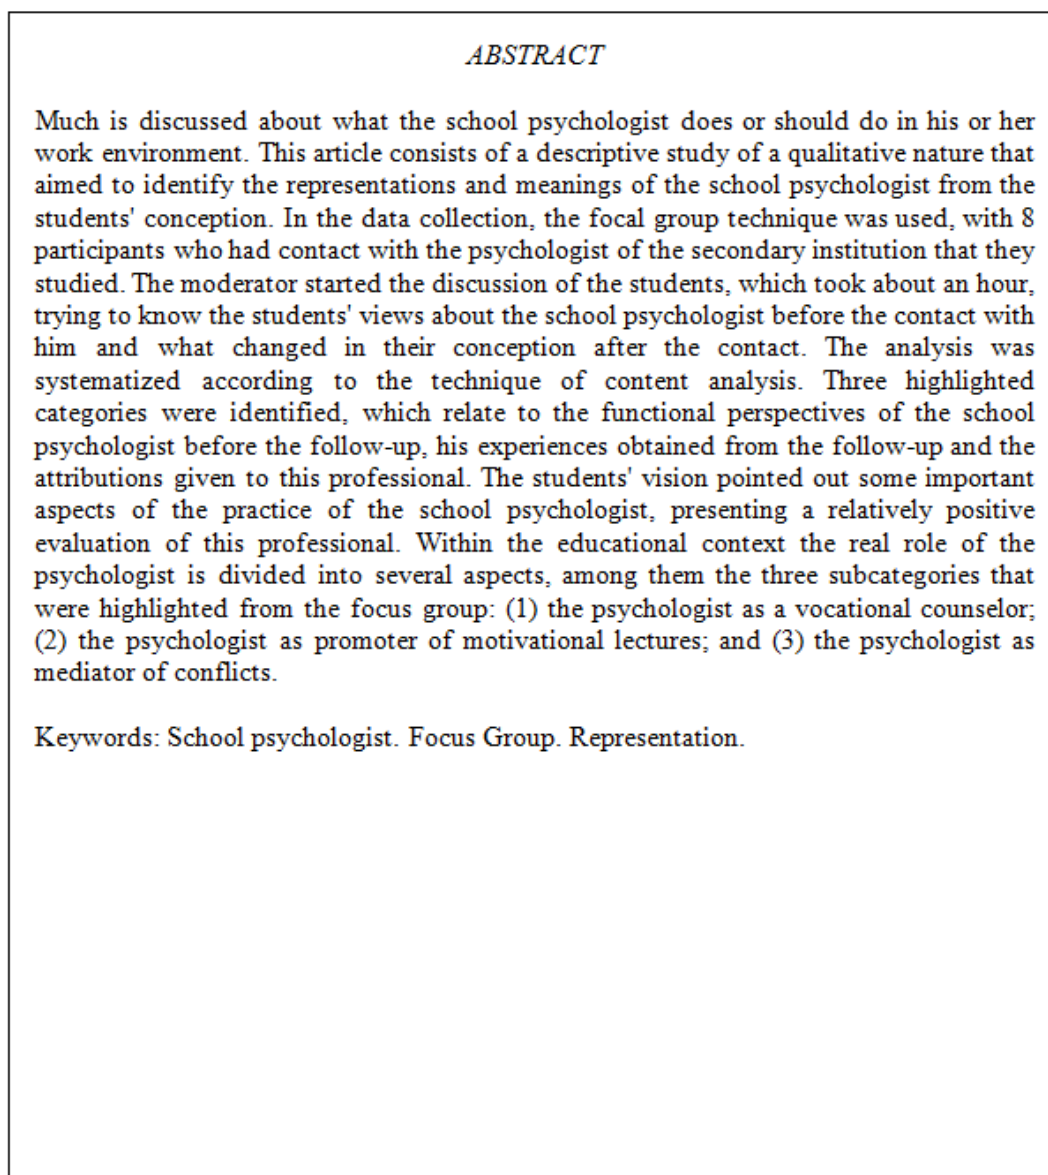 ABSTRACT
Much is discussed about what the school psychologist does or should do in his or her
work environment. This article consists of a descriptive study of a qualitative nature that
aimed to identify the representations and meanings of the school psychologist from the
students' conception. In the data collection, the focal group technique was used, with 8
participants who had contact with the psychologist of the secondary institution that they
studied. The moderator started the discussion of the students, which took about an hour,
trying to know the students' views about the school psychologist before the contact with
him and what changed in their conception after the contact. The analysis was
systematized according to the technique of content analysis. Three highlighted
categories were identified, which relate to the functional perspectives of the school
psychologist before the follow-up, his experiences obtained from the follow-up and the
attributions given to this professional. The students' vision pointed out some important
aspects of the practice of the school psychologist, presenting a relatively positive
evaluation of this professional. Within the educational context the real role of the
psychologist is divided into several aspects, among them the three subcategories that
were highlighted from the focus group: (1) the psychologist as a vocational counselor;
(2) the psychologist as promoter of motivational lectures; and (3) the psychologist as
mediator of conflicts.
Keywords: School psychologist. Focus Group. Representation.